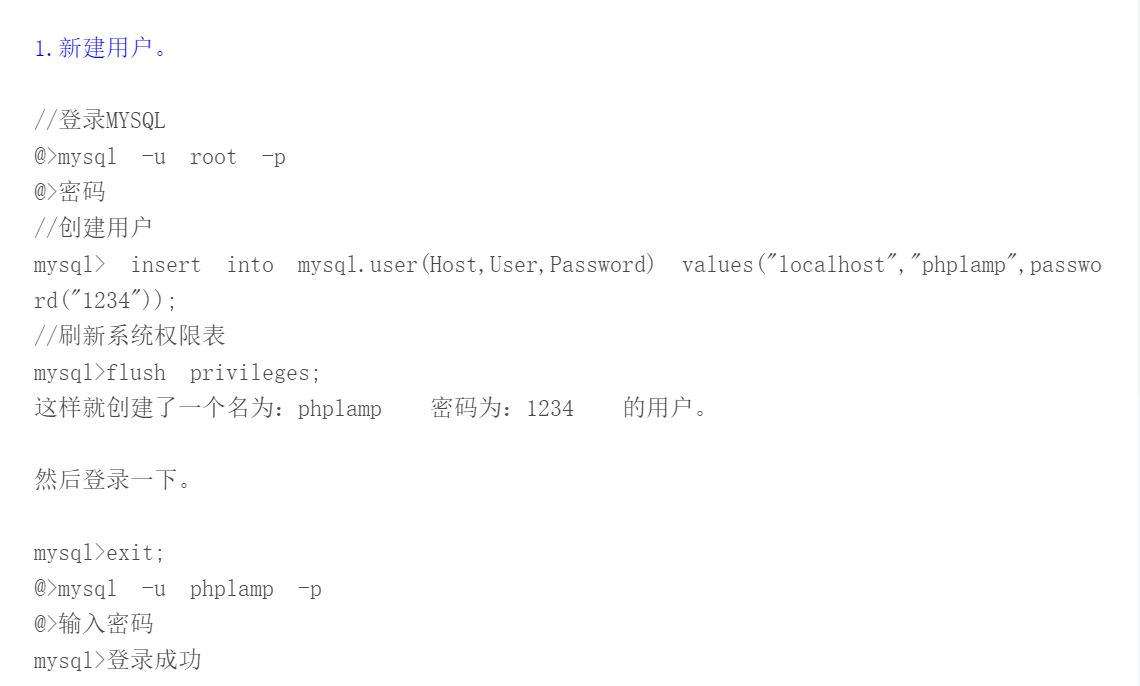 1.新建用户。
//登录MYSQL
@>mysql -u root -p
@>密码
//创建用户
mysql> insert into mysql.user(Host,User,Password) values("localhost","phplamp",passwo
rd("1234"));
//刷新系统权限表
mysql>flush privileges;
这样就创建了一个名为：phplamp 密码为：1234 的用户。
然后登录一下。
mysql>exit;
@>mysql -u phplamp -p
@>输入密码
mysql>登录成功